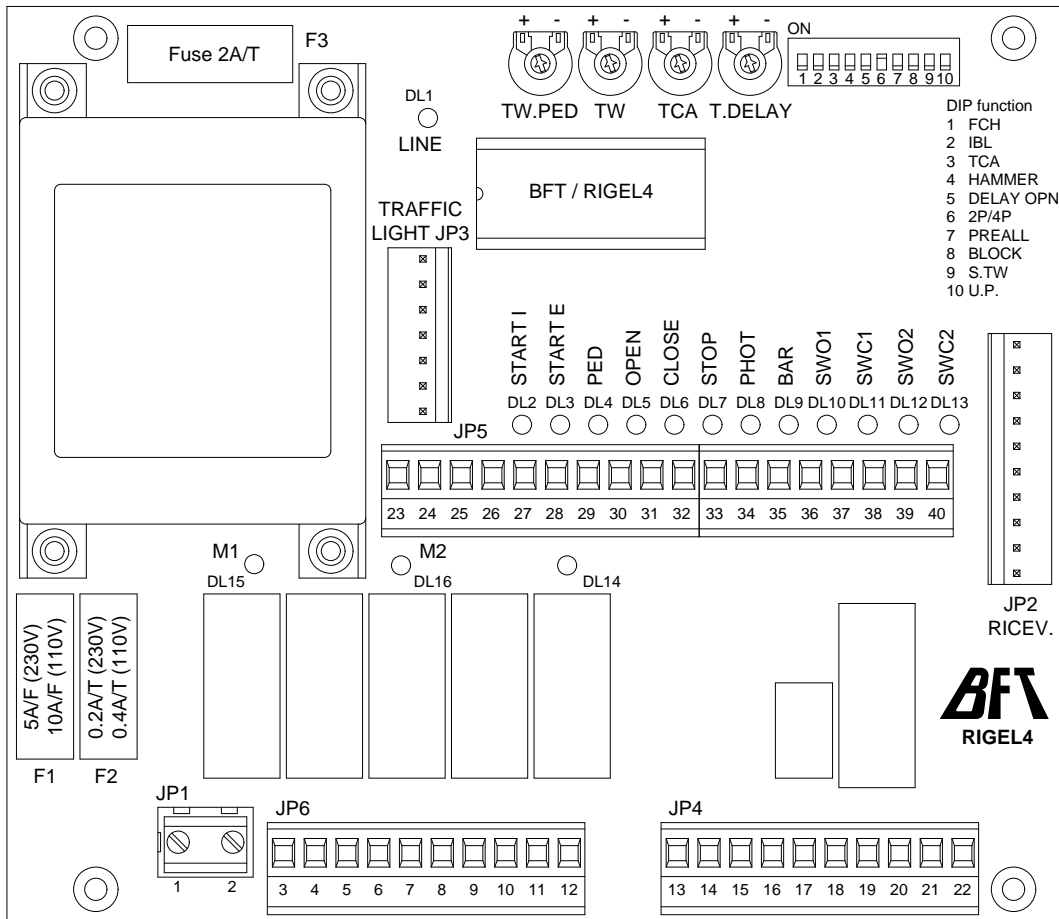 Fuse 2A/T F3
+ - + - + - + -
TW.PED TW TCA T.DELAY
ON
1 2 3 4 5 6 7 8 9 10
DL1
LINE
DIP function
1 FCH
2 IBL
3 TCA
4 HAMMER
5 DELAY OPN
6 2P/4P
7 PREALL
8 BLOCK
9 S.TW
10 U.P.
BFT / RIGEL4
TRAFFIC
LIGHT JP3
START I START E PED OPEN CLOSE STOP PHOT BAR SWO1 SWC1 SWO2 SWC2
DL2 DL3 DL4 DL5 DL6 DL7 DL8 DL9 DL10 DL11 DL12 DL13
JP5
23 24 25 26 27 28 29 30 31 32 33 34 35 36 37 38 39 40
M1 M2
DL15 DL16 DL14
JP2
RICEV.
5A/F (230V)
10A/F (110V)
0.2A/T (230V)
0.4A/T (110V)
F1 F2
BFT
RIGEL4
JP1
1 2
JP6
3 4 5 6 7 8 9 10 11 12
JP4
13 14 15 16 17 18 19 20 21 22